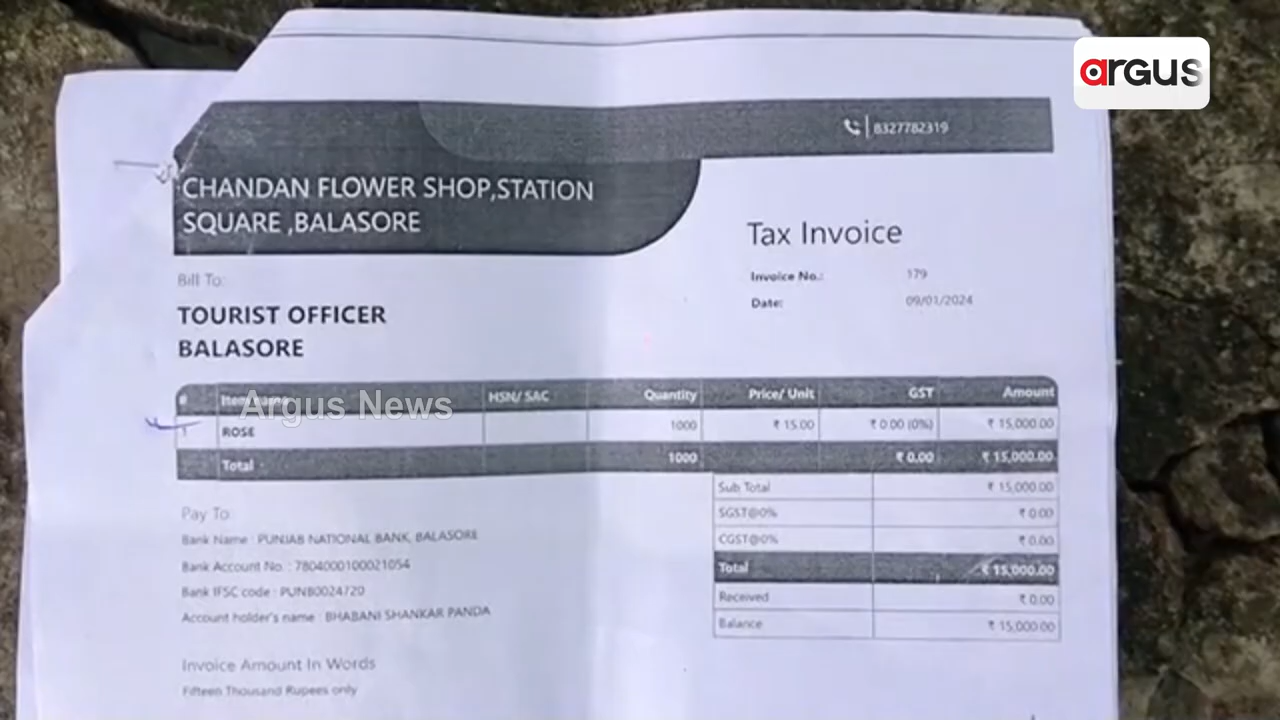 argus
8327782319
CHANDAN FLOWER SHOP,STATION
SQUARE ,BALASORE
Tax Invoice
Invoice No.: 179
Date: 09/01/2024
Bill To:
TOURIST OFFICER
BALASORE
# Item name HSN/ SAC Quantity Price/ Unit GST Amount
Argus News
1 ROSE 1000 ₹ 15.00 ₹ 0.00 (0%) ₹ 15,000.00
Total 1000 ₹ 0.00 ₹ 15,000.00
Sub Total ₹ 15,000.00
SGST@0% ₹ 0.00
CGST@0% ₹ 0.00
Total ₹ 15,000.00
Received ₹ 0.00
Balance ₹ 15,000.00
Pay To:
Bank Name : PUNJAB NATIONAL BANK, BALASORE
Bank Account No. : 7804000100021054
Bank IFSC code : PUNB0024720
Account holder's name : BHABANI SHANKAR PANDA
Invoice Amount In Words
Fifteen Thousand Rupees only